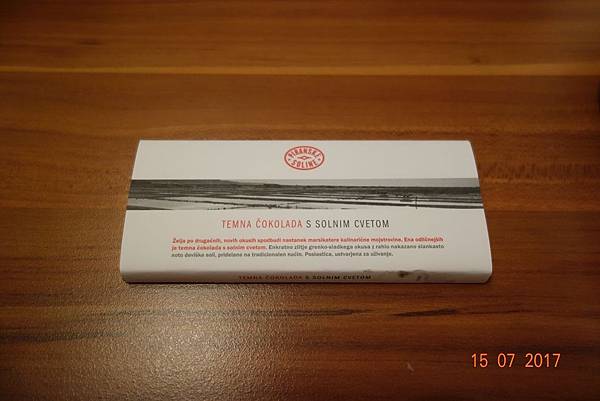 PIRANSKE
SOLINE
TEMNA ČOKOLADA S SOLNIM CVETOM
Želja po drugačnih, novih okusih spodbudi nastanek marsikatere kulinarične mojstrovine. Ena odličnejših
je temna čokolada s solnim cvetom. Enkratno zlitje grenko-sladkega okusa z rahlo nakazano slankasto
noto deviške soli, pridelane na tradicionalen način. Poslastica, ustvarjena za uživanje.
TEMNA ČOKOLADA S SOLNIM CVETOM
15 07 2017